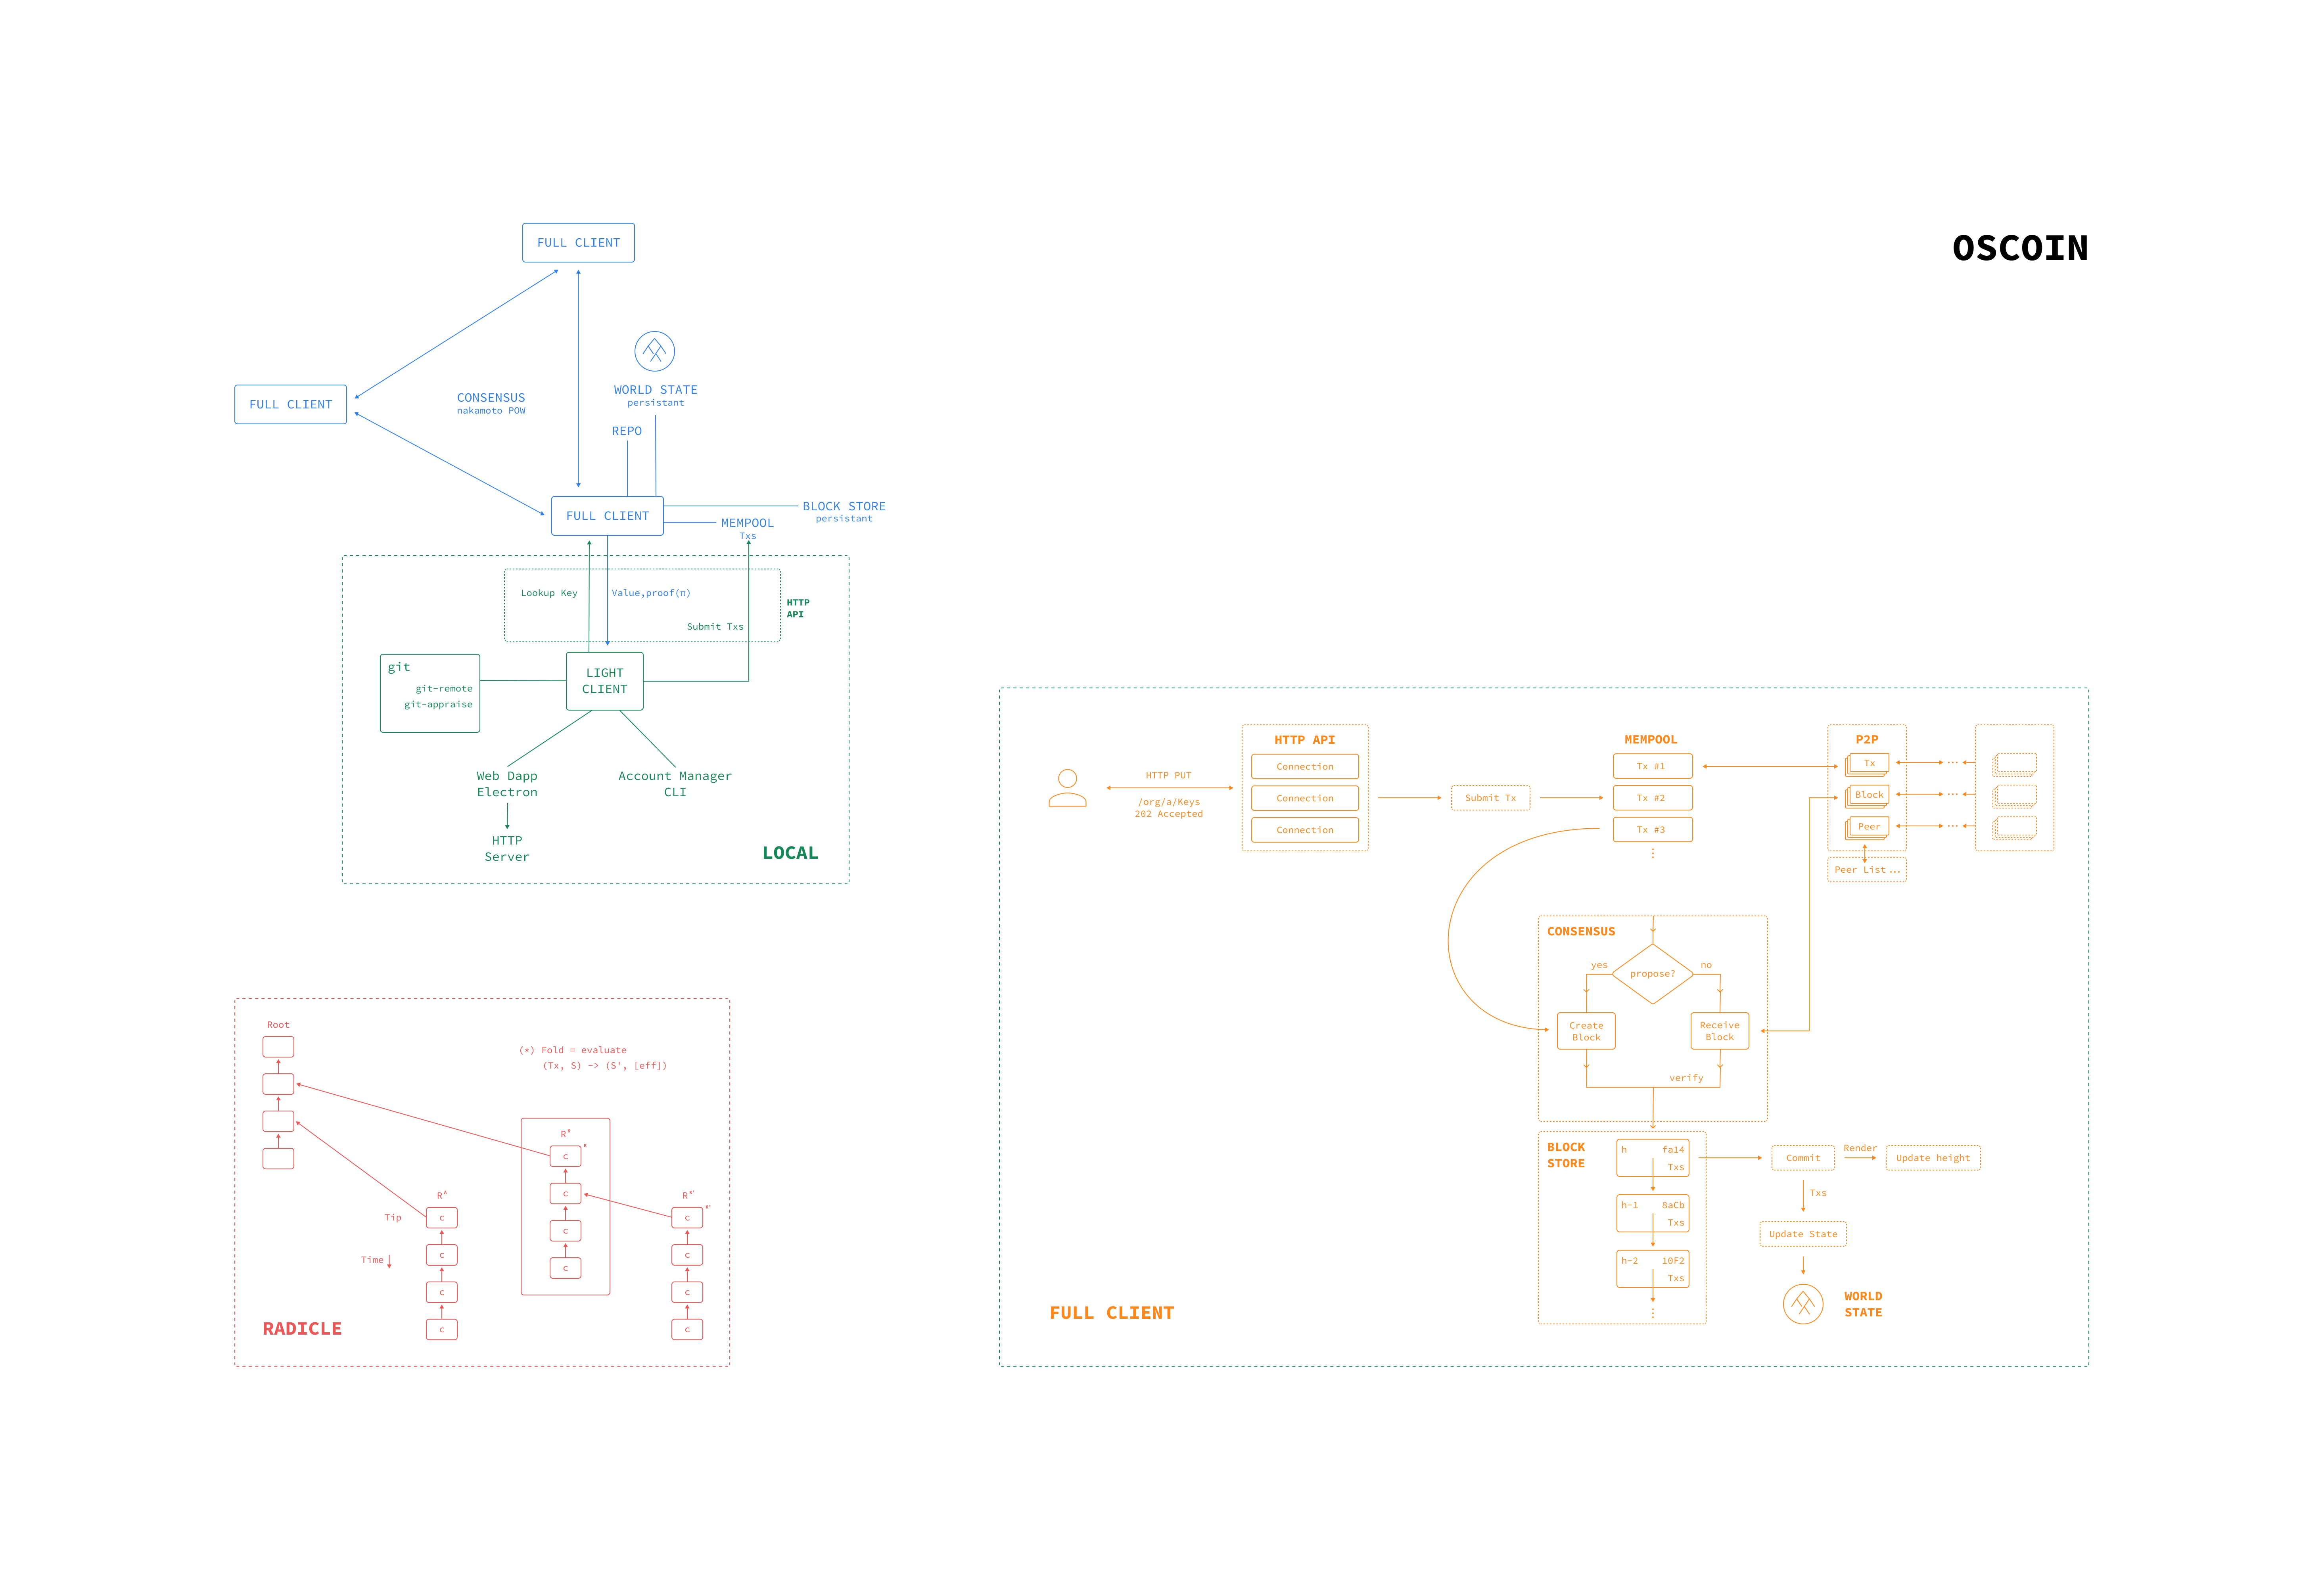 OSCOIN
FULL CLIENT
FULL CLIENT
CONSENSUS
nakamoto POW
WORLD STATE
persistant
REPO
FULL CLIENT
BLOCK STORE
persistant
MEMPOOL
Txs
Lookup Key
Value,proof(π)
Submit Txs
HTTP
API
git
git-remote
git-appraise
LIGHT
CLIENT
Web Dapp
Electron
Account Manager
CLI
HTTP
Server
LOCAL
Root
(*) Fold = evaluate
(Tx, S) -> (S', [eff])
R*
c*
c
c
c
Tip
Time
R*
c
c
c
c
R*'
c*'
c
c
c
RADICLE
HTTP PUT
/org/a/Keys
202 Accepted
HTTP API
Connection
Connection
Connection
Submit Tx
MEMPOOL
Tx #1
Tx #2
Tx #3
P2P
Tx
Block
Peer
Peer List...
CONSENSUS
propose?
yes
no
Create
Block
Receive
Block
verify
BLOCK
STORE
h fa14
Txs
h-1 8aCb
Txs
h-2 10F2
Txs
Commit
Render
Update height
Txs
Update State
WORLD
STATE
FULL CLIENT